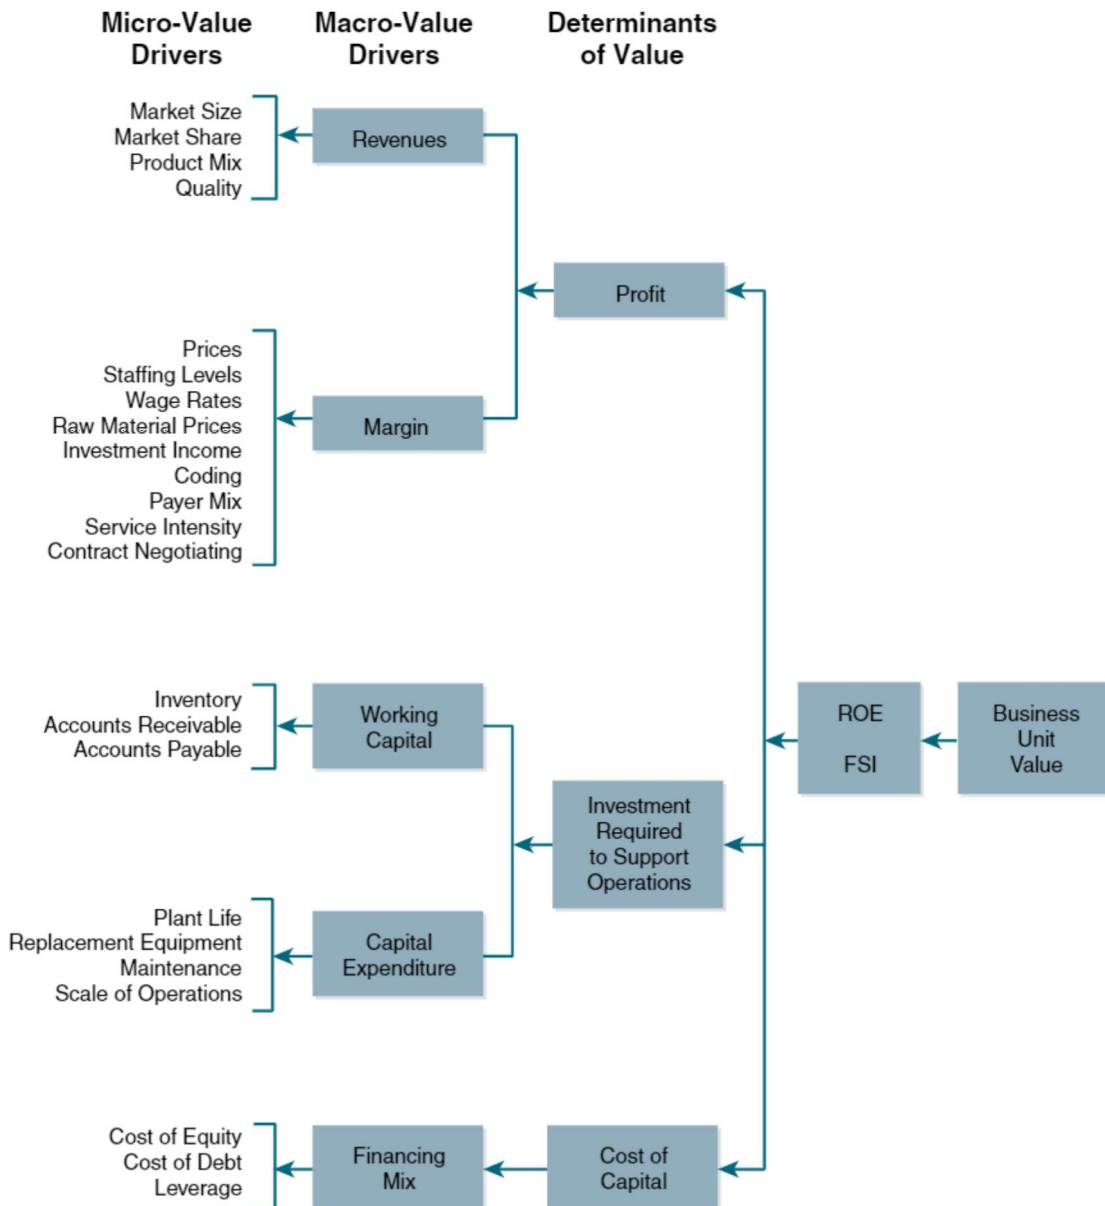 Micro-Value
Drivers
Macro-Value
Drivers
Determinants
of Value
Market Size
Market Share
Product Mix
Quality
Revenues
Profit
Prices
Staffing Levels
Wage Rates
Raw Material Prices
Investment Income
Coding
Payer Mix
Service Intensity
Contract Negotiating
Margin
Inventory
Accounts Receivable
Accounts Payable
Working
Capital
ROE
FSI
Business
Unit
Value
Investment
Required
to Support
Operations
Plant Life
Replacement Equipment
Maintenance
Scale of Operations
Capital
Expenditure
Cost of Equity
Cost of Debt
Leverage
Financing
Mix
Cost of
Capital